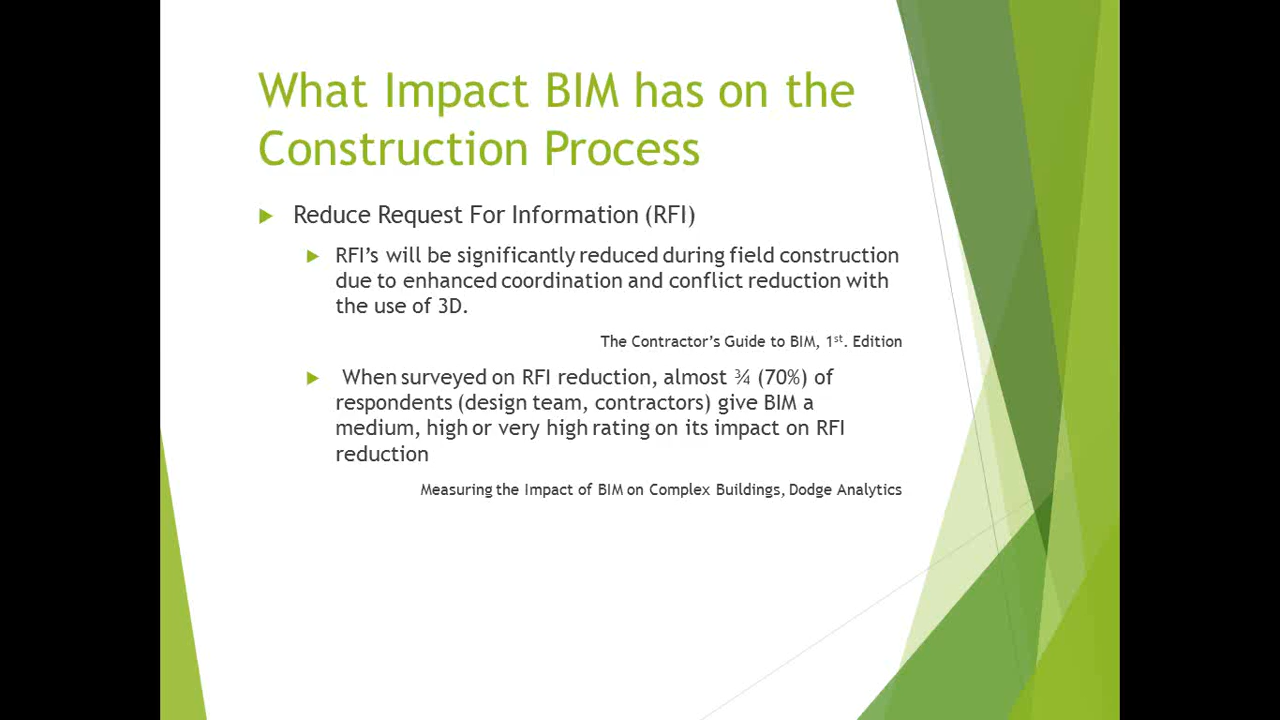 What Impact BIM has on the
Construction Process
Reduce Request For Information (RFI)
RFI’s will be significantly reduced during field construction
due to enhanced coordination and conflict reduction with
the use of 3D.
The Contractor’s Guide to BIM, 1st. Edition
When surveyed on RFI reduction, almost ¾ (70%) of
respondents (design team, contractors) give BIM a
medium, high or very high rating on its impact on RFI
reduction
Measuring the Impact of BIM on Complex Buildings, Dodge Analytics